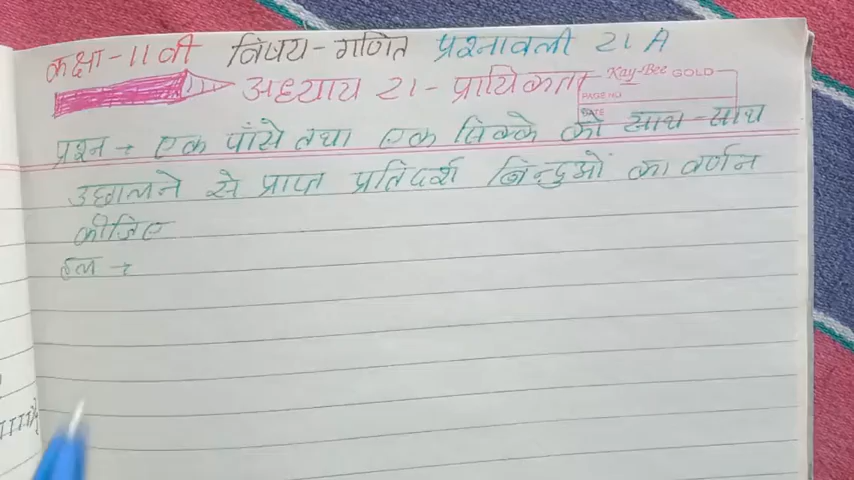 कक्षा-11वी विषय-गणित प्रश्नावली 21 A
अध्याय 21- प्रायिकता
Kay-Bee GOLD
PAGE NO
DATE
प्रश्न → एक पाँसे तथा एक सिक्के को साथ-साथ
उछालने से प्राप्त प्रतिदर्श बिन्दुओं का वर्णन
कीजिए
हल →